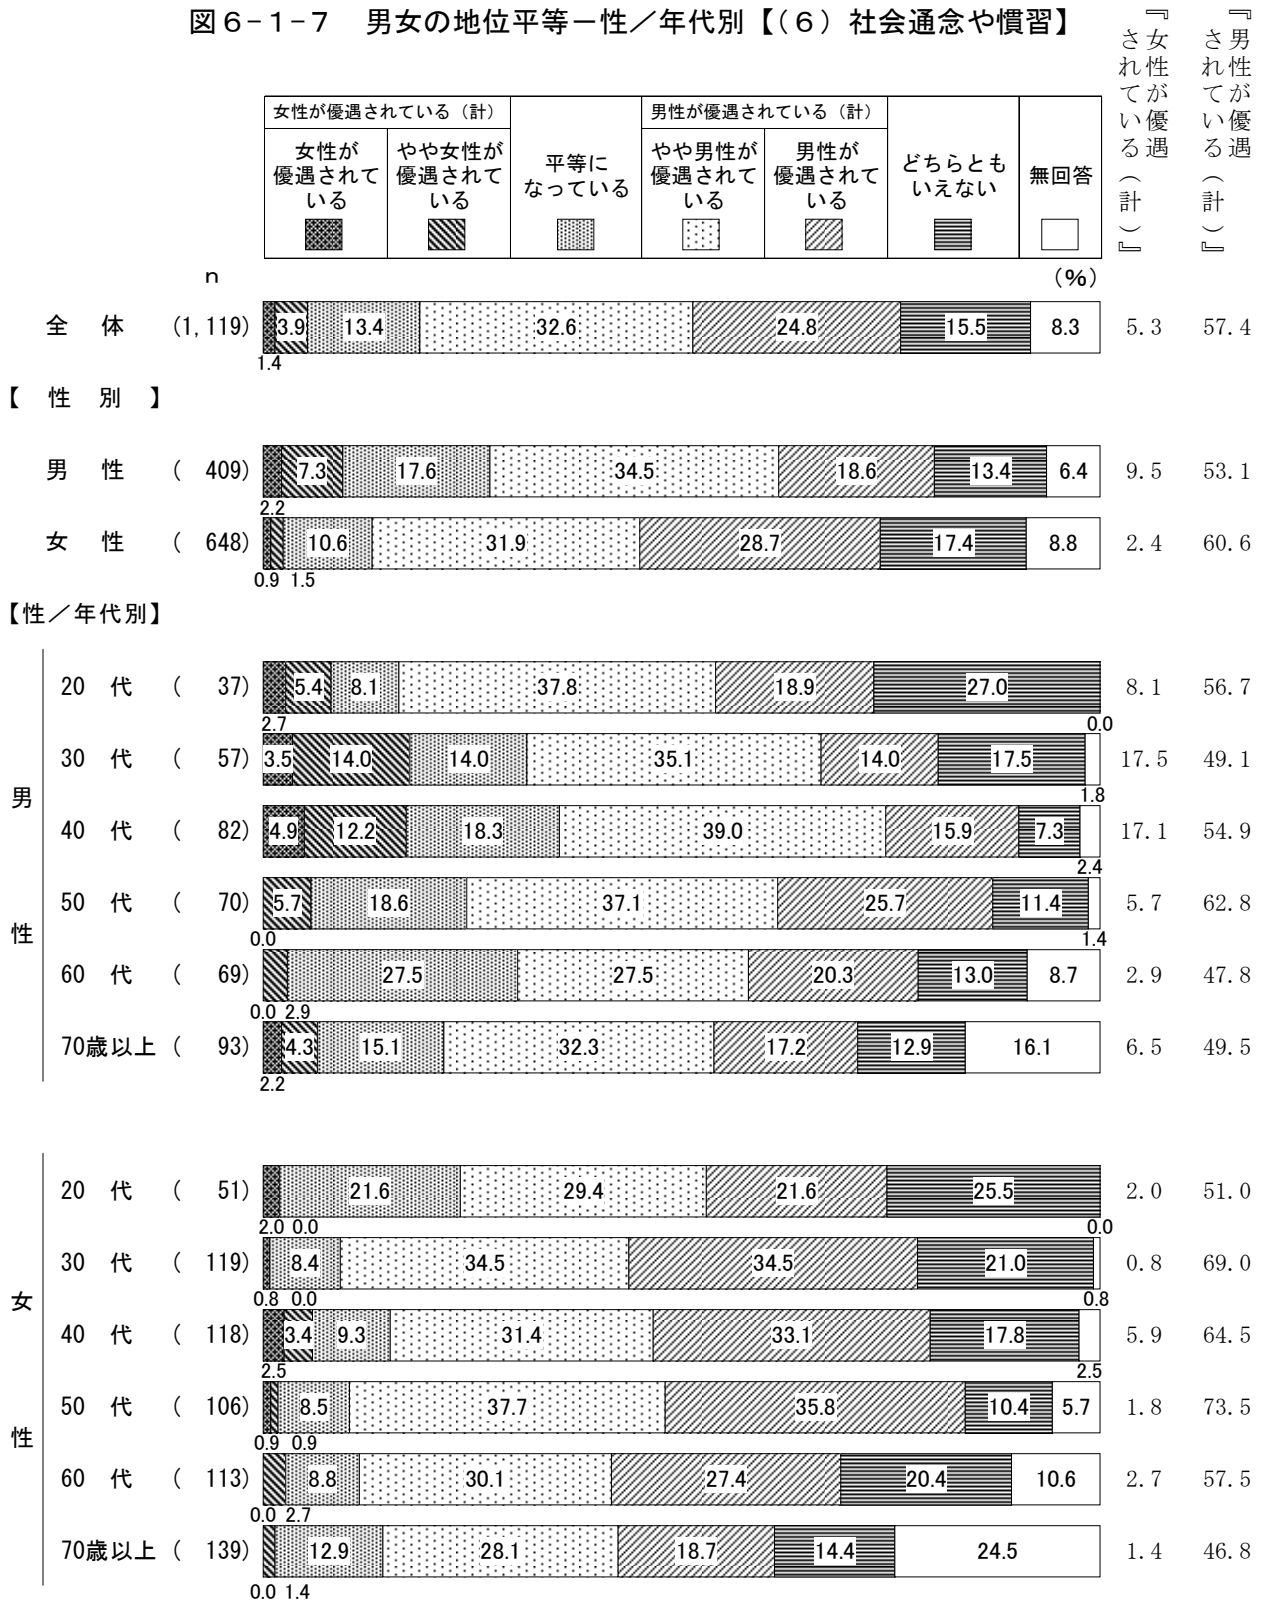 図6-1-7 男女の地位平等－性／年代別【（6）社会通念や慣習】
『女性が優遇されている（計）』
『男性が優遇されている（計）』
女性が優遇されている（計）
男性が優遇されている（計）
女性が優遇されている
やや女性が優遇されている
平等になっている
やや男性が優遇されている
男性が優遇されている
どちらともいえない
無回答
n
（％）
全体 (1,119) 3.9 13.4 32.6 24.8 15.5 8.3 5.3 57.4
1.4
【性別】
男性 ( 409) 7.3 17.6 34.5 18.6 13.4 6.4 9.5 53.1
2.2
女性 ( 648) 10.6 31.9 28.7 17.4 8.8 2.4 60.6
0.9 1.5
【性／年代別】
男性
20代 ( 37) 5.4 8.1 37.8 18.9 27.0 8.1 56.7
2.7 0.0
30代 ( 57) 3.5 14.0 14.0 35.1 14.0 17.5 17.5 49.1
1.8
40代 ( 82) 4.9 12.2 18.3 39.0 15.9 7.3 17.1 54.9
2.4
50代 ( 70) 5.7 18.6 37.1 25.7 11.4 5.7 62.8
0.0 1.4
60代 ( 69) 27.5 27.5 20.3 13.0 8.7 2.9 47.8
0.0 2.9
70歳以上 ( 93) 4.3 15.1 32.3 17.2 12.9 16.1 6.5 49.5
2.2
女性
20代 ( 51) 21.6 29.4 21.6 25.5 2.0 51.0
2.0 0.0 0.0
30代 ( 119) 8.4 34.5 34.5 21.0 0.8 69.0
0.8 0.0 0.8
40代 ( 118) 3.4 9.3 31.4 33.1 17.8 5.9 64.5
2.5 2.5
50代 ( 106) 8.5 37.7 35.8 10.4 5.7 1.8 73.5
0.9 0.9
60代 ( 113) 8.8 30.1 27.4 20.4 10.6 2.7 57.5
0.0 2.7
70歳以上 ( 139) 12.9 28.1 18.7 14.4 24.5 1.4 46.8
0.0 1.4